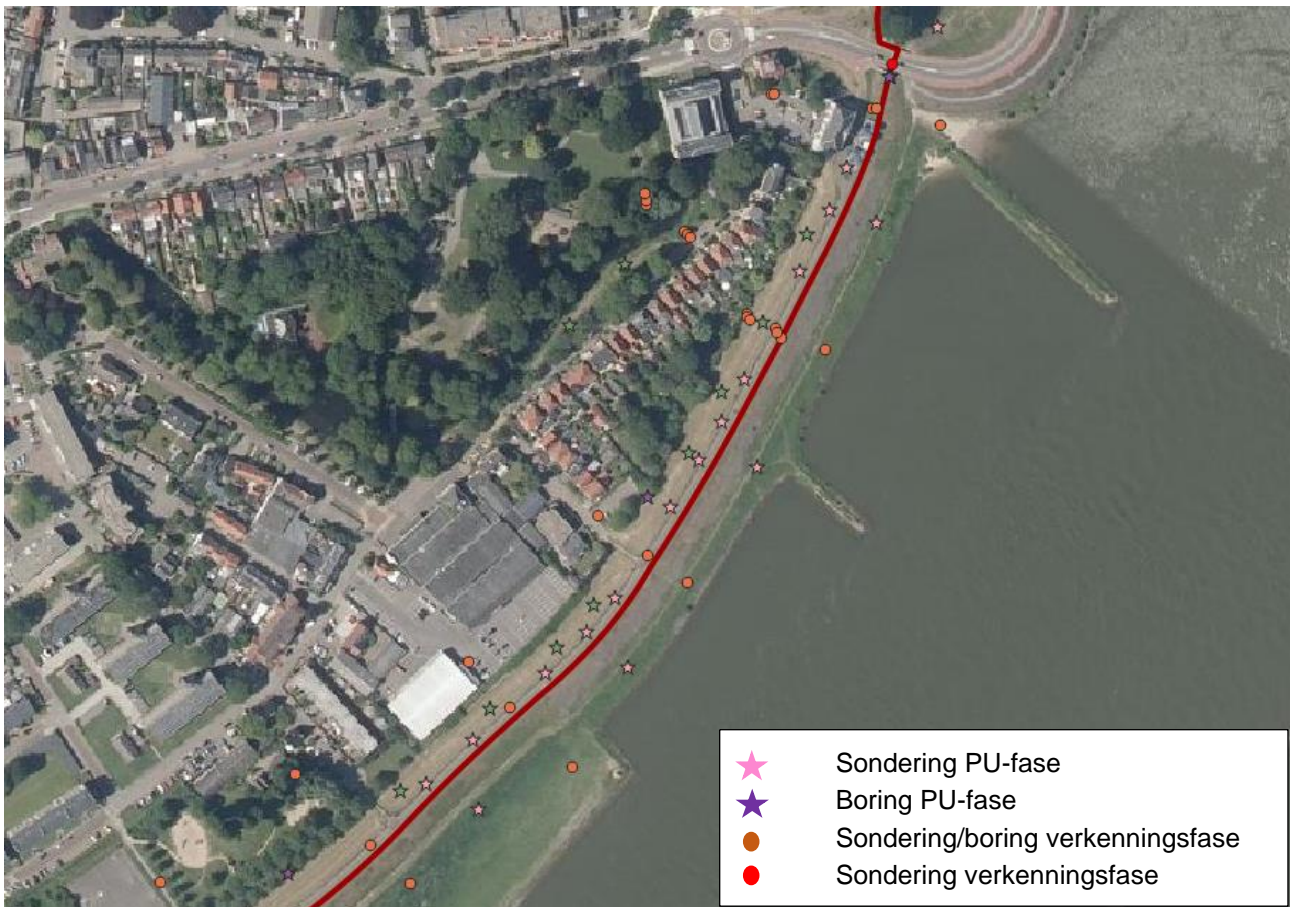 Sondering PU-fase
Boring PU-fase
Sondering/boring verkenningsfase
Sondering verkenningsfase